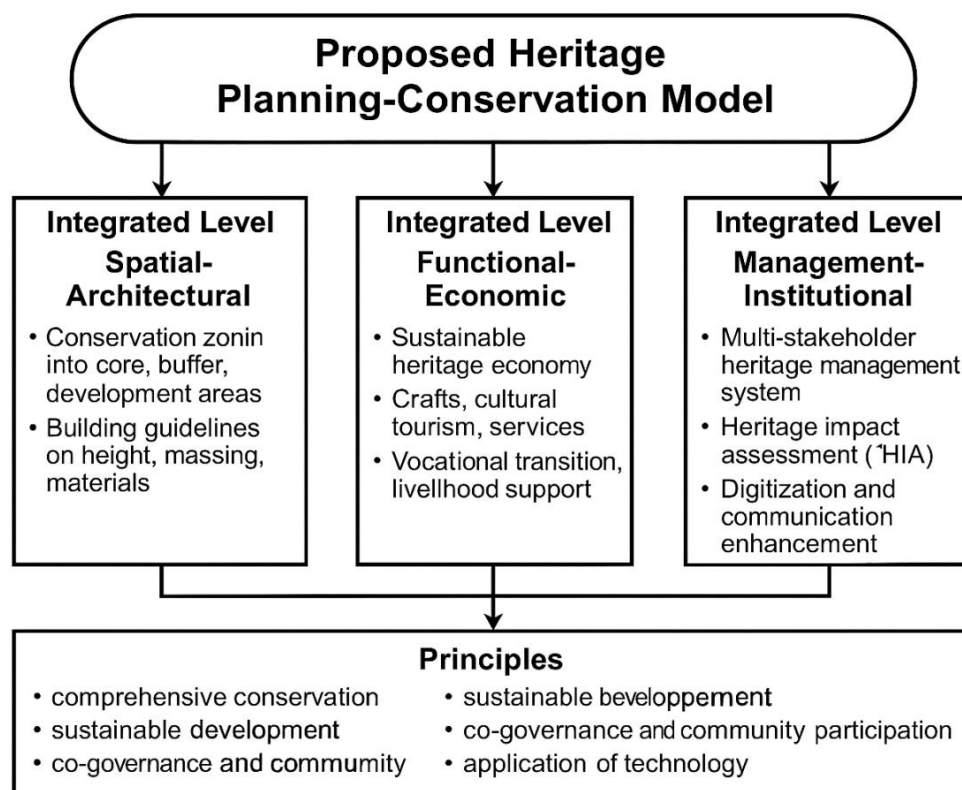 Proposed Heritage
Planning-Conservation Model
Integrated Level
Spatial-
Architectural
• Conservation zonin
into core, buffer,
development areas
• Building guidelines
on height, massing,
materials
Integrated Level
Functional-
Economic
• Sustainable
heritage economy
• Crafts, cultural
tourism, services
• Vocational transition,
livellhood support
Integrated Level
Management-
Institutional
• Multi-stakeholder
heritage management
system
• Heritage impact
assessment (ˆHIA)
• Digitization and
communication
enhancement
Principles
• comprehensive conservation
• sustainable development
• co-governance and commumity
• sustainable beveloppement
• co-governance and community participation
• application of technology